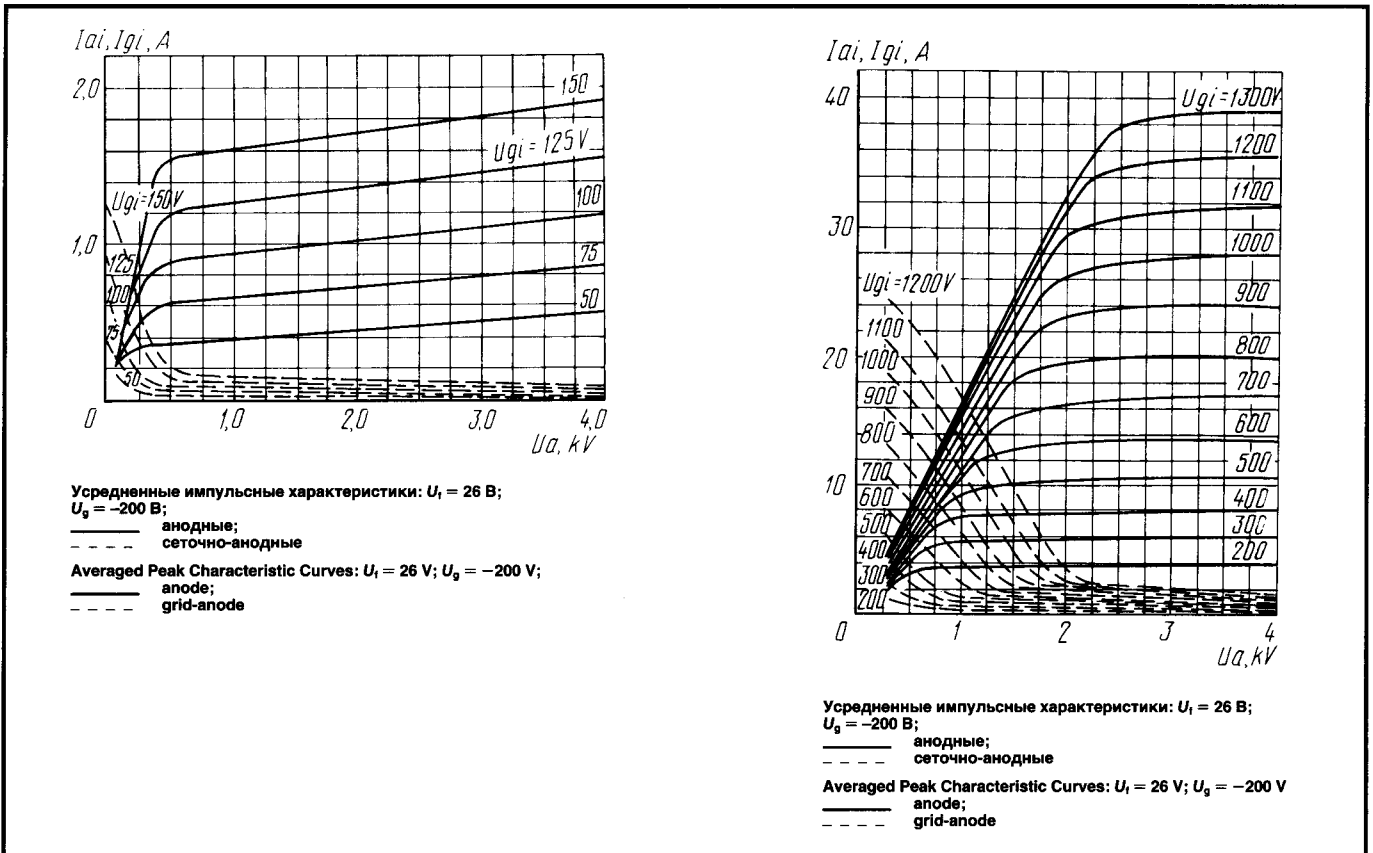 Iai, Igi, A
2,0
1,0
0
1,0
2,0
3,0
4,0
Ua, kV
150
Ugi = 125 V
100
75
50
Ugi=150V
125
100
75
50
Усредненные импульсные характеристики: Uf = 26 В;
Ug = −200 В;
анодные;
сеточно-анодные
Averaged Peak Characteristic Curves: Uf = 26 V; Ug = −200 V;
anode;
grid-anode
Iai, Igi, A
40
30
20
10
0
1
2
3
4
Ua, kV
Ugi=1300V
1200
1100
1000
900
800
700
600
500
400
300
200
Ugi=1200V
1100
1000
900
800
700
600
500
400
300
200
Усредненные импульсные характеристики: Uf = 26 В;
Ug = −200 В;
анодные;
сеточно-анодные
Averaged Peak Characteristic Curves: Uf = 26 V; Ug = −200 V
anode;
grid-anode